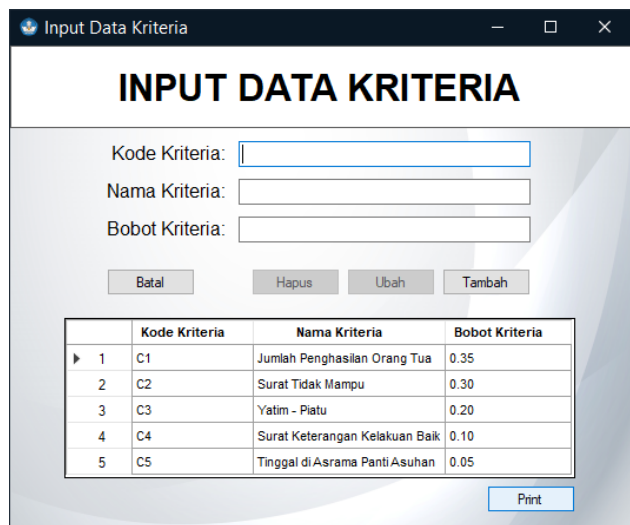 Input Data Kriteria
INPUT DATA KRITERIA
Kode Kriteria:
Nama Kriteria:
Bobot Kriteria:
Batal Hapus Ubah Tambah
Kode Kriteria Nama Kriteria Bobot Kriteria
1 C1 Jumlah Penghasilan Orang Tua 0.35
2 C2 Surat Tidak Mampu 0.30
3 C3 Yatim - Piatu 0.20
4 C4 Surat Keterangan Kelakuan Baik 0.10
5 C5 Tinggal di Asrama Panti Asuhan 0.05
Print